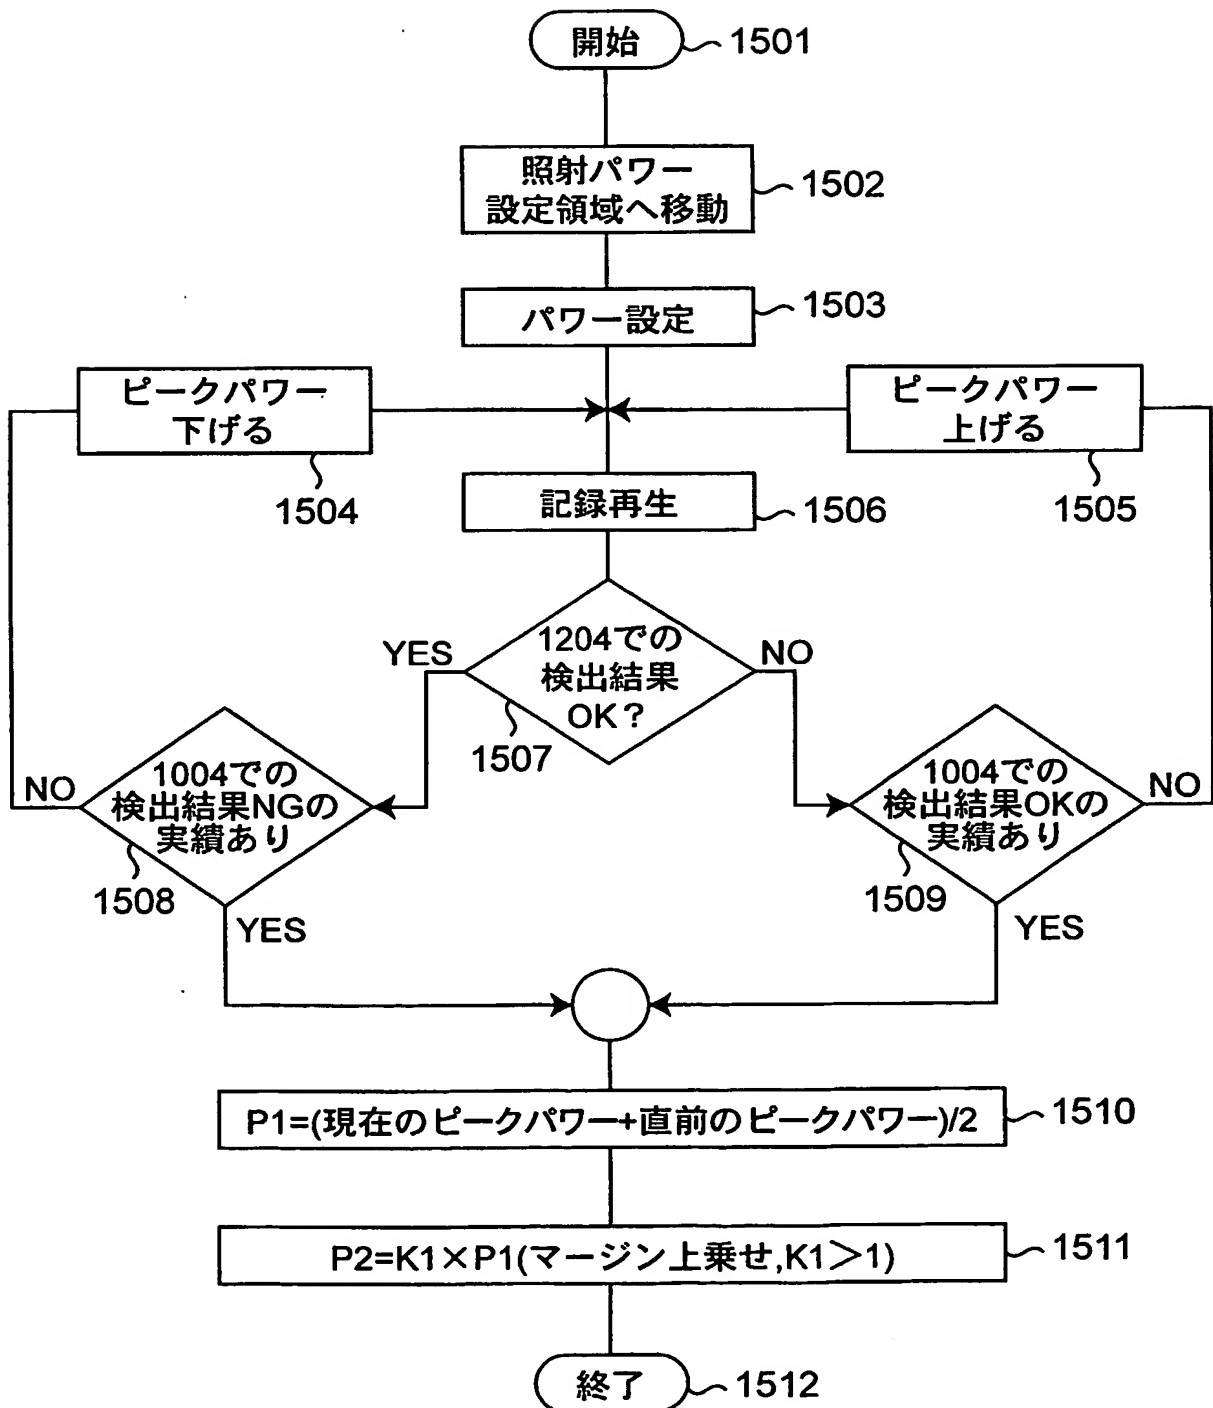 開始
1501
照射パワー
設定領域へ移動
1502
パワー設定
1503
ピークパワー
下げる
1504
ピークパワー
上げる
1505
記録再生
1506
1204での
検出結果
OK?
YES
NO
1507
1004での
検出結果NGの
実績あり
NO
YES
1508
1004での
検出結果OKの
実績あり
NO
YES
1509
P1=(現在のピークパワー+直前のピークパワー)/2
1510
P2=K1×P1(マージン上乗せ,K1>1)
1511
終了
1512